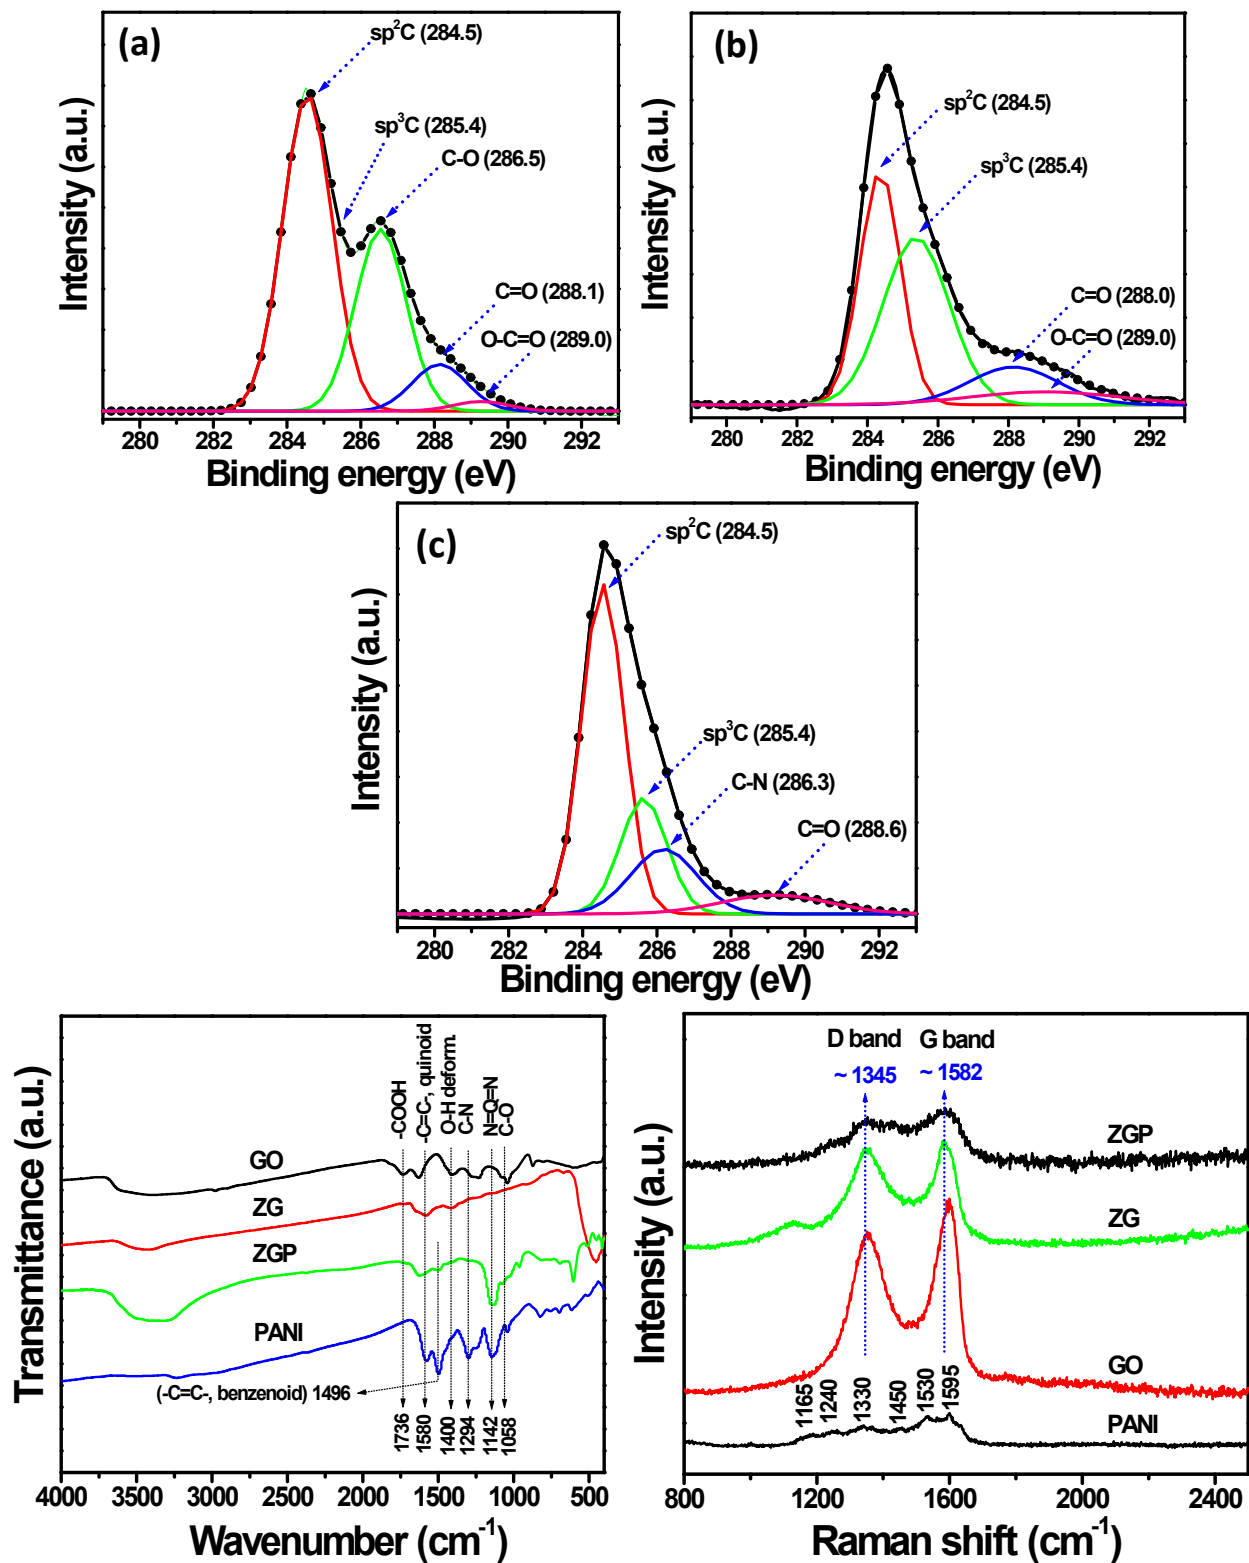 (a)
sp²C (284.5)
sp³C (285.4)
C-O (286.5)
C=O (288.1)
O-C=O (289.0)
Intensity (a.u.)
280 282 284 286 288 290 292
Binding energy (eV)
(b)
sp²C (284.5)
sp³C (285.4)
C=O (288.0)
O-C=O (289.0)
Intensity (a.u.)
280 282 284 286 288 290 292
Binding energy (eV)
(c)
sp²C (284.5)
sp³C (285.4)
C-N (286.3)
C=O (288.6)
Intensity (a.u.)
280 282 284 286 288 290 292
Binding energy (eV)
-COOH
-C=C-, quinoid
O-H deform.
C-N
N=Q=N
C-O
GO
ZG
ZGP
PANI
(-C=C-, benzenoid) 1496
1736
1580
1400
1294
1142
1058
Transmittance (a.u.)
4000 3500 3000 2500 2000 1500 1000 500
Wavenumber (cm⁻¹)
D band
G band
~ 1345
~ 1582
ZGP
ZG
GO
PANI
1165
1240
1330
1450
1530
1595
Intensity (a.u.)
800 1200 1600 2000 2400
Raman shift (cm⁻¹)